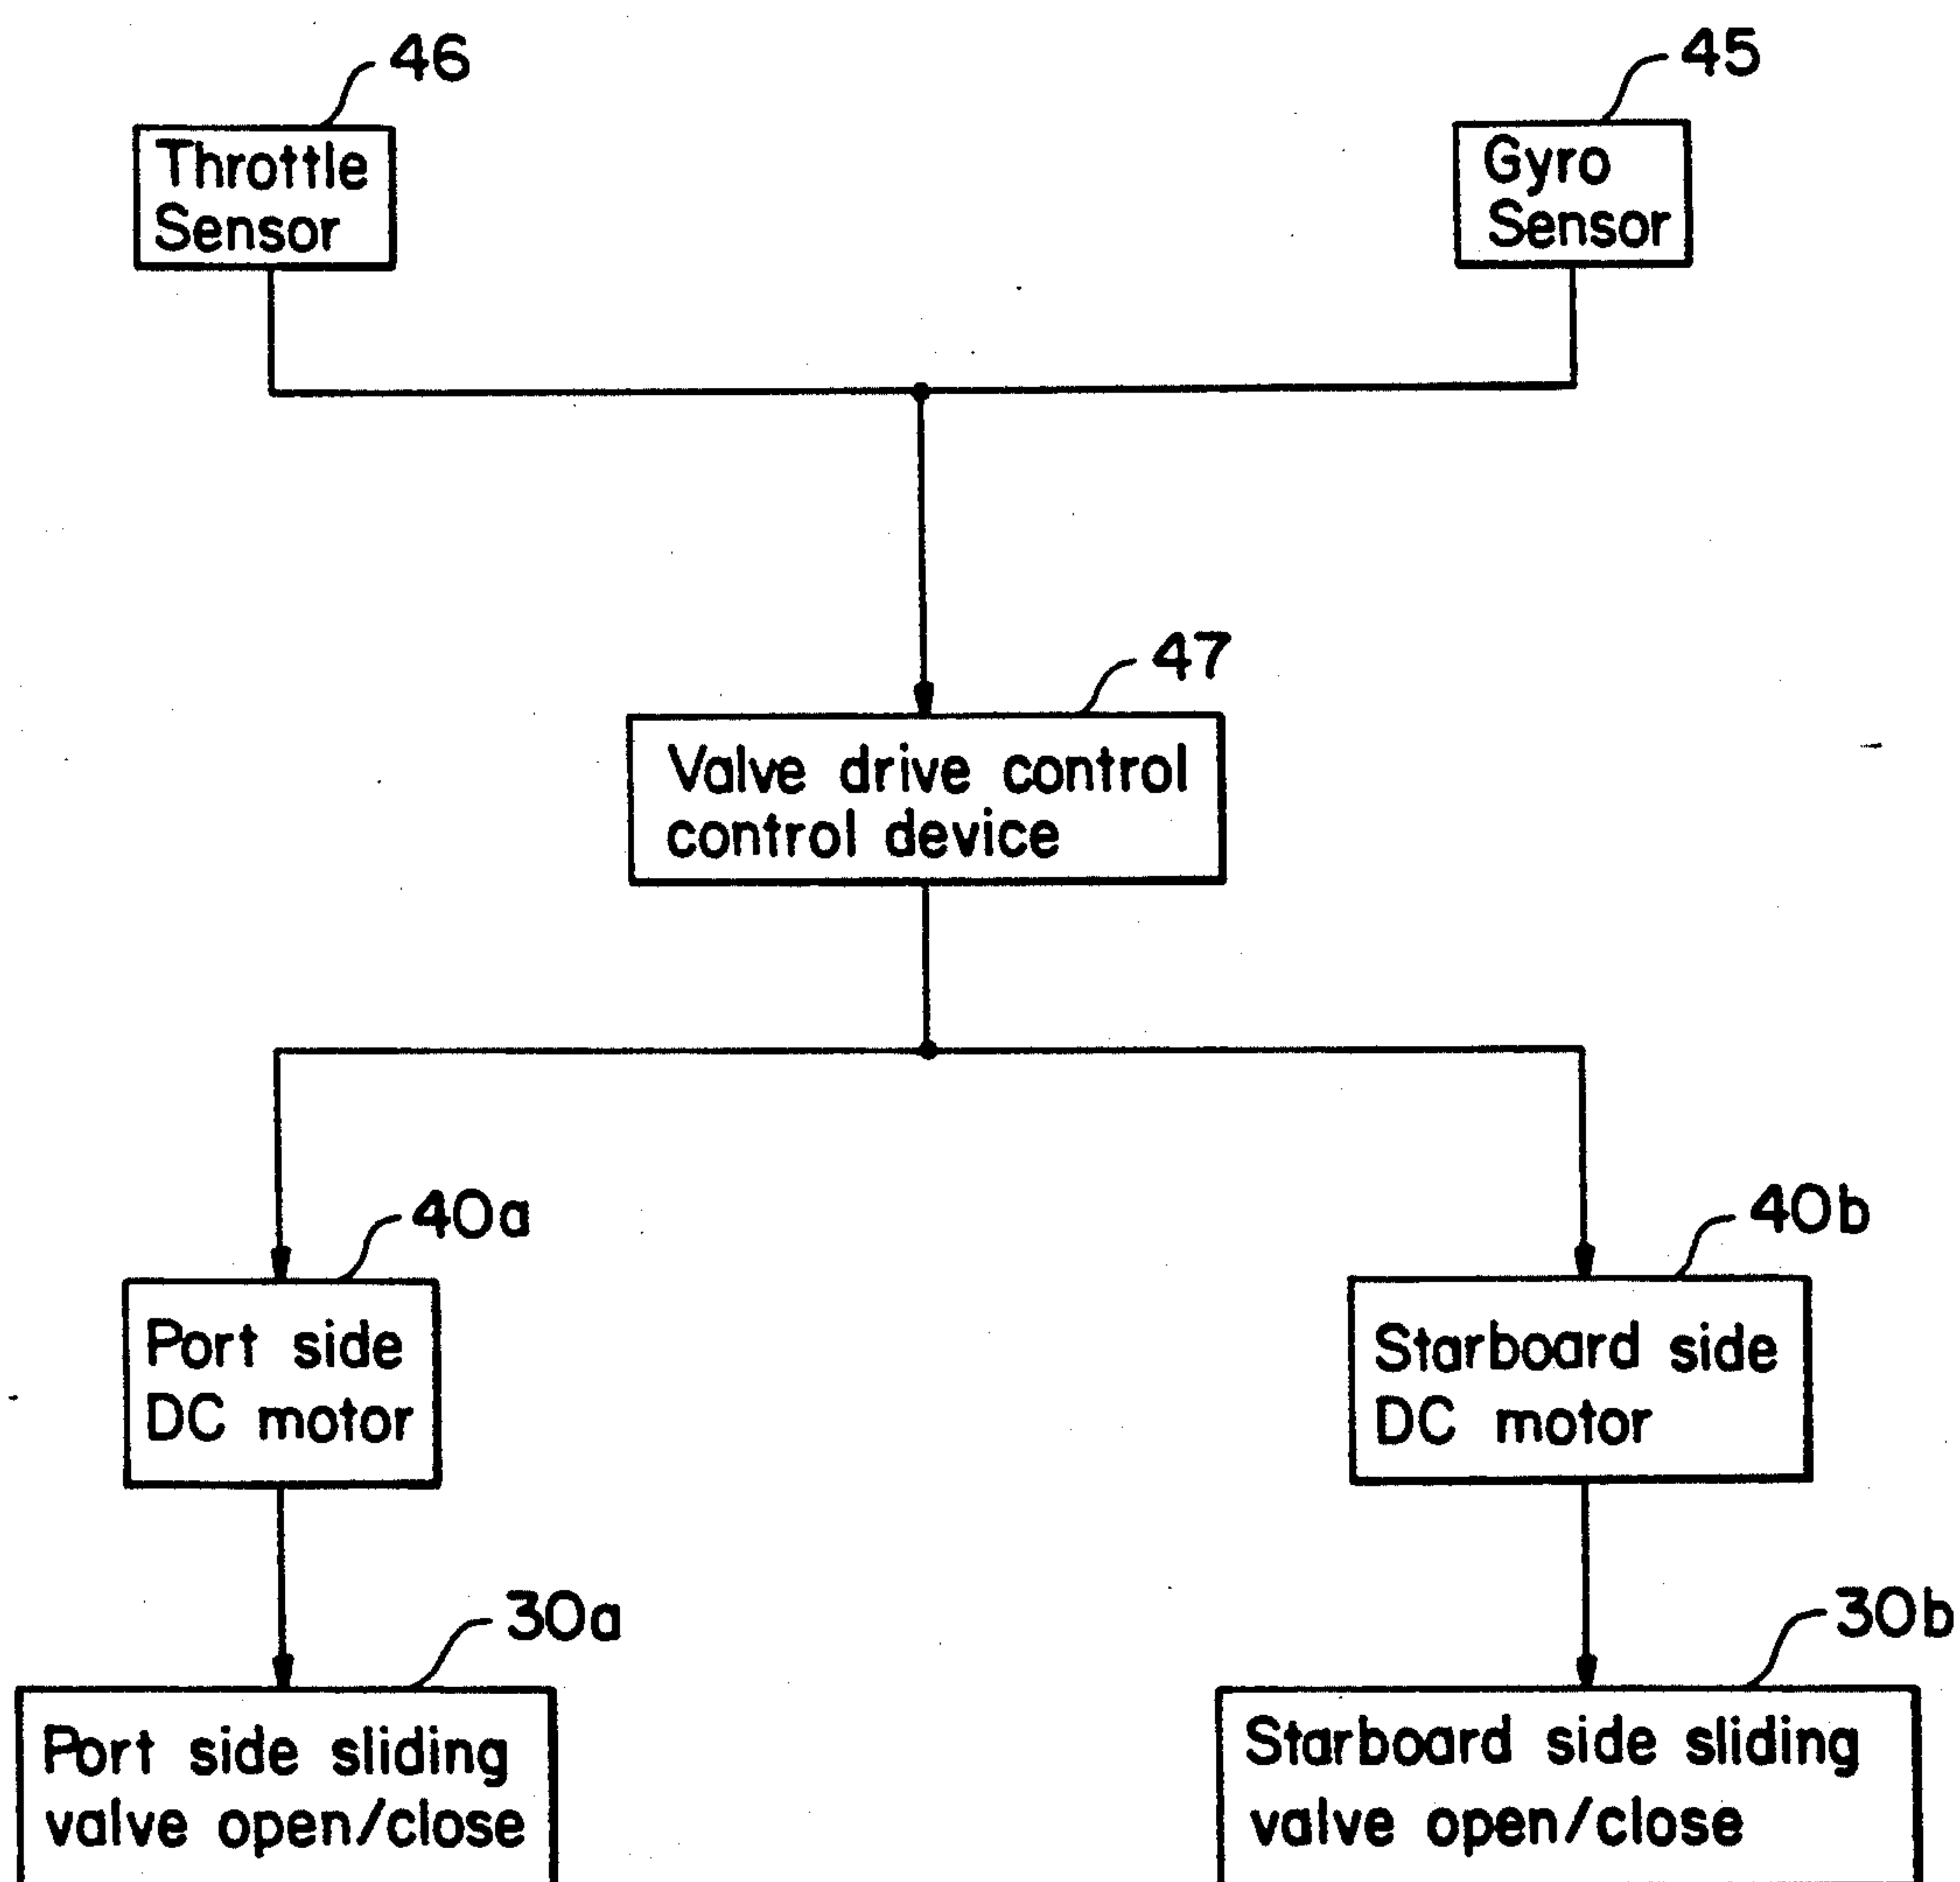 46
45
Throttle
Sensor
Gyro
Sensor
47
Valve drive control
control device
40a
40b
Port side
DC motor
Starboard side
DC motor
30a
30b
Port side sliding
valve open/close
Starboard side sliding
valve open/close